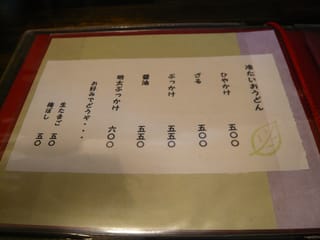 冷たいおうどん
ひやかけ 五〇〇
ざる 五〇〇
ぶっかけ 五五〇
醤油 五五〇
明太ぶっかけ 六〇〇
お好みでどうぞ・・・
生たまご 五〇
梅ぼし 五〇